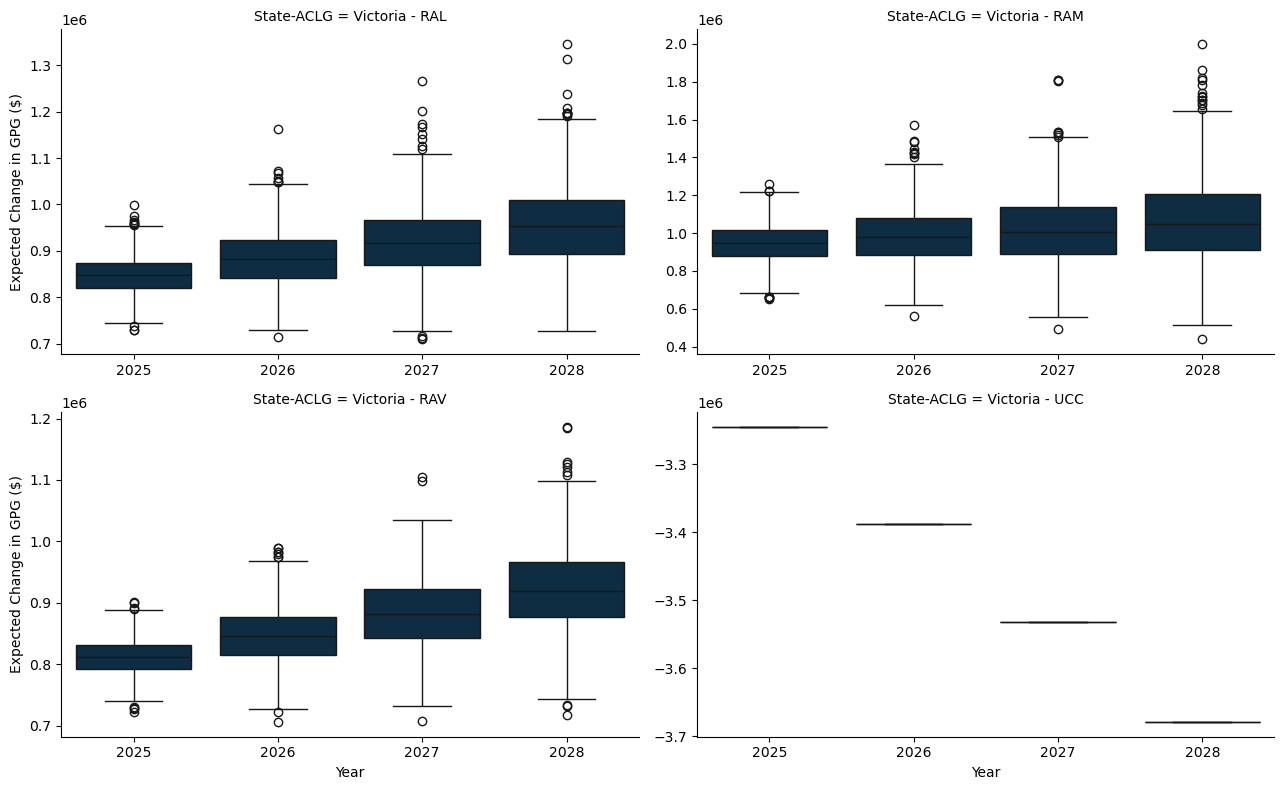 State-ACLG = Victoria - RAL
1e6
Expected Change in GPG ($)
1.3
1.2
1.1
1.0
0.9
0.8
0.7
2025 2026 2027 2028
State-ACLG = Victoria - RAM
1e6
2.0
1.8
1.6
1.4
1.2
1.0
0.8
0.6
0.4
2025 2026 2027 2028
State-ACLG = Victoria - RAV
1e6
Expected Change in GPG ($)
1.2
1.1
1.0
0.9
0.8
0.7
2025 2026 2027 2028
Year
State-ACLG = Victoria - UCC
1e6
−3.3
−3.4
−3.5
−3.6
−3.7
2025 2026 2027 2028
Year